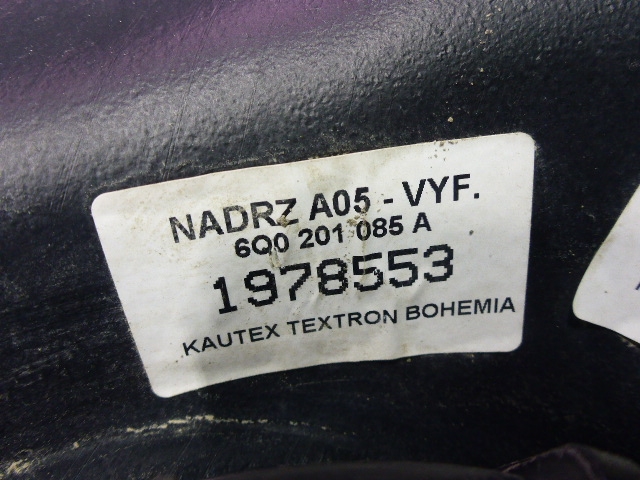 NADRZ A05 - VYF.
6Q0 201 085 A
1978553
KAUTEX TEXTRON BOHEMIA